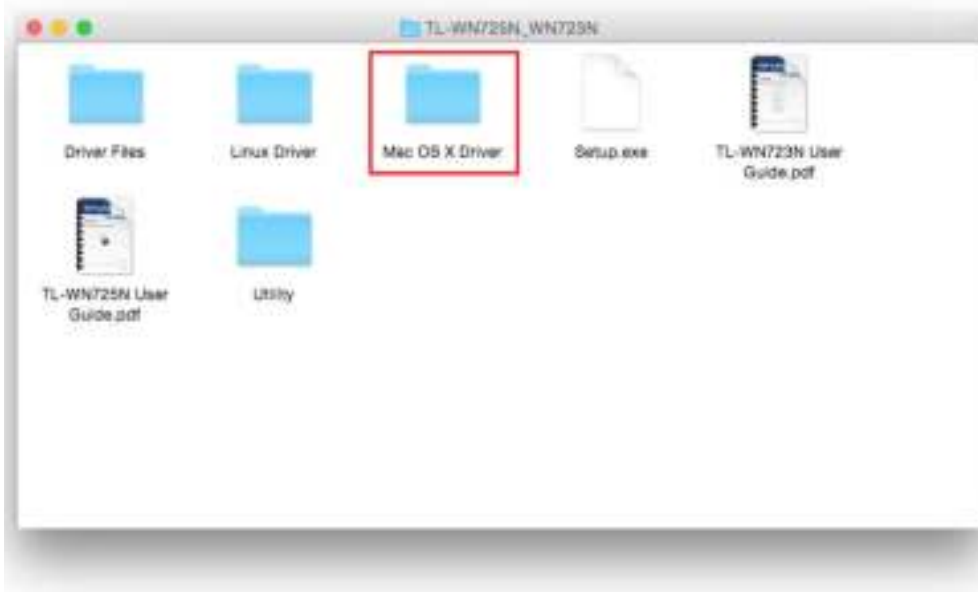 TL-WN725N_WN723N
Driver Files
Linux Driver
Mac OS X Driver
Setup.exe
TL-WN723N User
Guide.pdf
TL-WN725N User
Guide.pdf
Utility